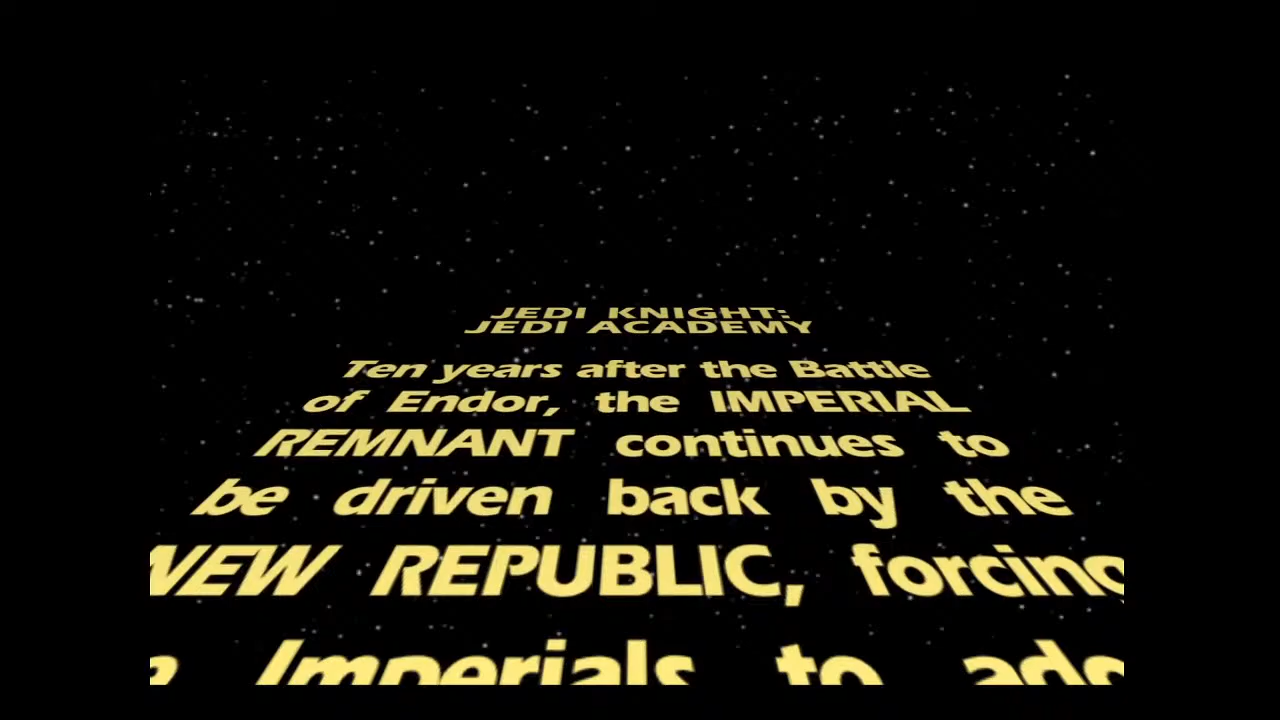 JEDI KNIGHT:
JEDI ACADEMY
Ten years after the Battle
of Endor, the IMPERIAL
REMNANT continues to
be driven back by the
NEW REPUBLIC, forcing
Imperials to